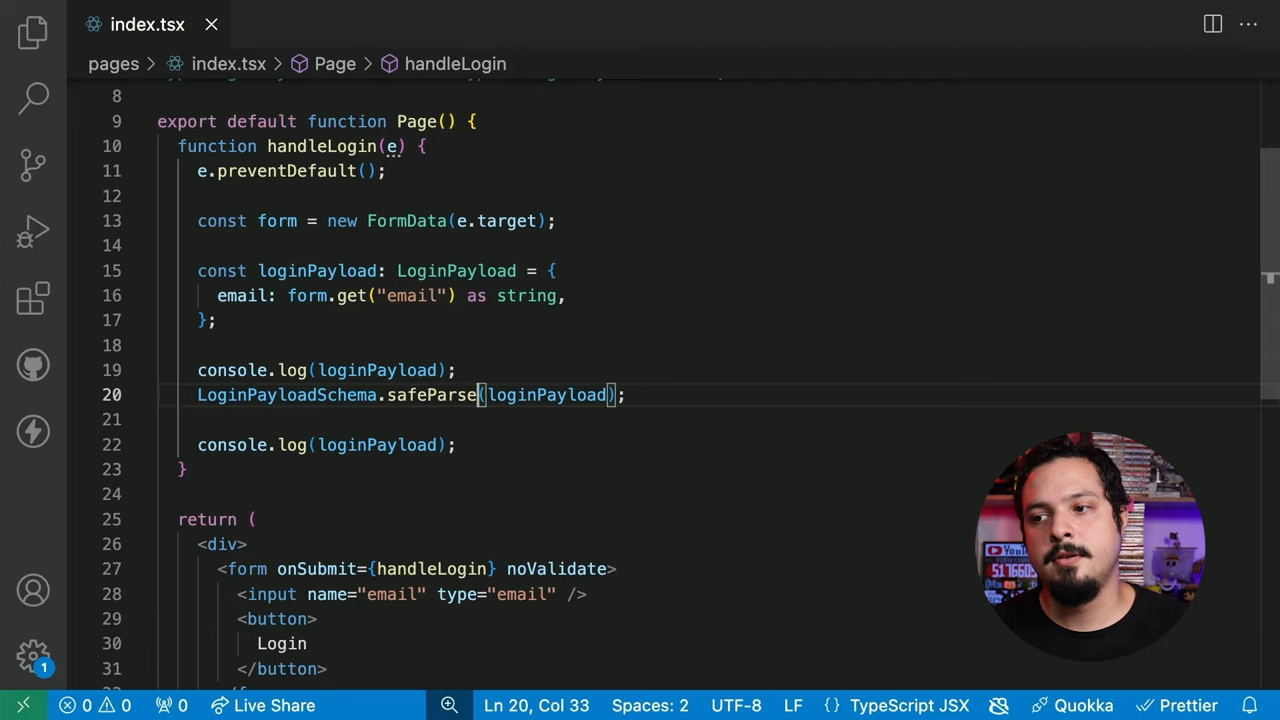 index.tsx
pages > index.tsx > Page > handleLogin
8
9 export default function Page() {
10 function handleLogin(e) {
11 e.preventDefault();
12
13 const form = new FormData(e.target);
14
15 const loginPayload: LoginPayload = {
16 email: form.get("email") as string,
17 };
18
19 console.log(loginPayload);
20 LoginPayloadSchema.safeParse(loginPayload);
21
22 console.log(loginPayload);
23 }
24
25 return (
26 <div>
27 <form onSubmit={handleLogin} noValidate>
28 <input name="email" type="email" />
29 <button>
30 Login
31 </button>
YouTube
517660
1
0 0 0 Live Share Ln 20, Col 33 Spaces: 2 UTF-8 LF {} TypeScript JSX Quokka Prettier